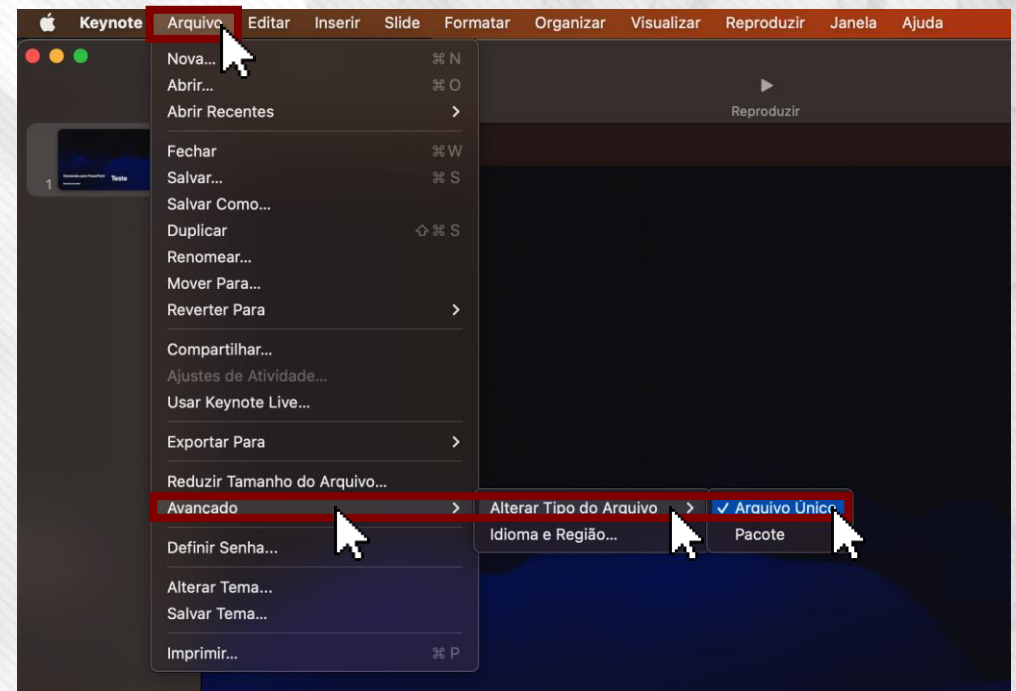 Keynote Arquivo Editar Inserir Slide Formatar Organizar Visualizar Reproduzir Janela Ajuda
Nova... ⌘ N
Abrir... ⌘ O
Abrir Recentes >
Fechar ⌘ W
Salvar... ⌘ S
Salvar Como...
Duplicar ⇧ ⌘ S
Renomear...
Mover Para...
Reverter Para >
Compartilhar...
Ajustes de Atividade...
Usar Keynote Live...
Exportar Para >
Reduzir Tamanho do Arquivo...
Avançado >
Definir Senha...
Alterar Tema...
Salvar Tema...
Imprimir... ⌘ P
Alterar Tipo do Arquivo >
Idioma e Região...
✓ Arquivo Único
Pacote
Reproduzir
1
Teste